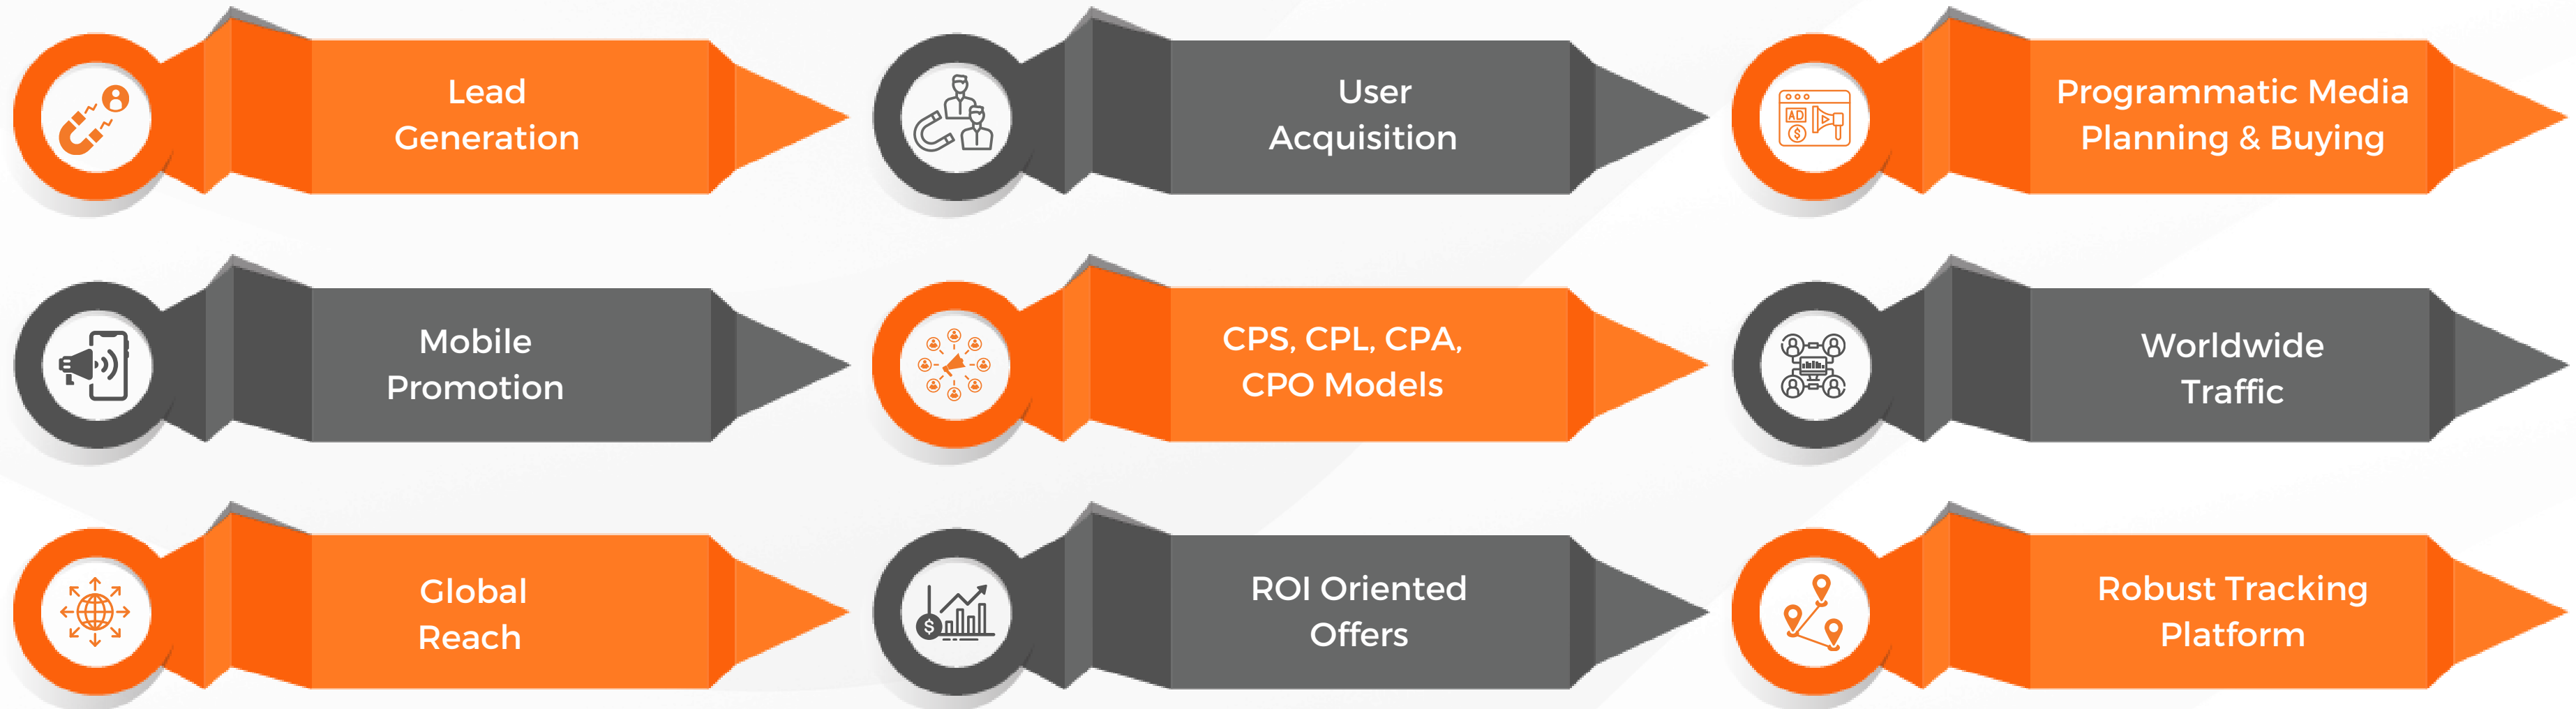 Lead
Generation
User
Acquisition
Programmatic Media
Planning & Buying
Mobile
Promotion
CPS, CPL, CPA,
CPO Models
Worldwide
Traffic
Global
Reach
ROI Oriented
Offers
Robust Tracking
Platform
AD
$
$